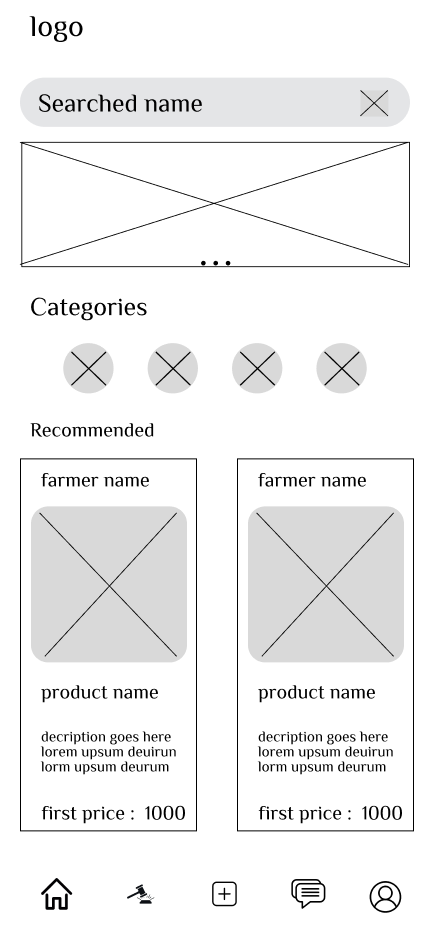 logo
Searched name
Categories
Recommended
farmer name
product name
decription goes here
lorem upsum deuirun
lorm upsum deurum
first price : 1000
farmer name
product name
decription goes here
lorem upsum deuirun
lorm upsum deurum
first price : 1000